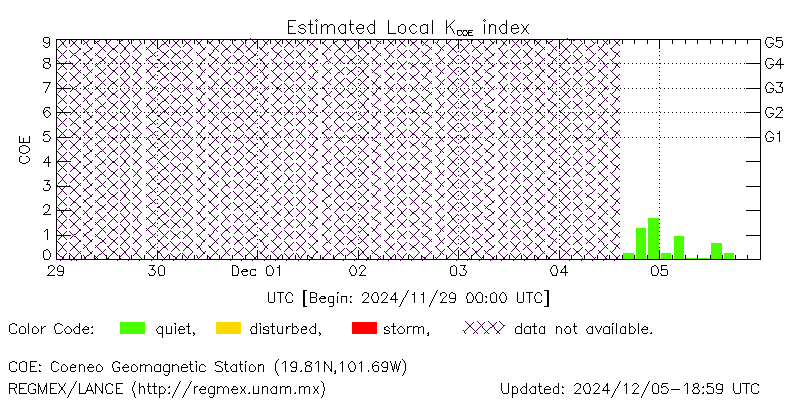 Estimated Local KCOE index
COE
9
8
7
6
5
4
3
2
1
0
G5
G4
G3
G2
G1
29 30 Dec 01 02 03 04 05
UTC [Begin: 2024/11/29 00:00 UTC]
Color Code: quiet, disturbed, storm, data not available.
COE: Coeneo Geomagnetic Station (19.81N,101.69W)
REGMEX/LANCE (http://regmex.unam.mx) Updated: 2024/12/05-18:59 UTC